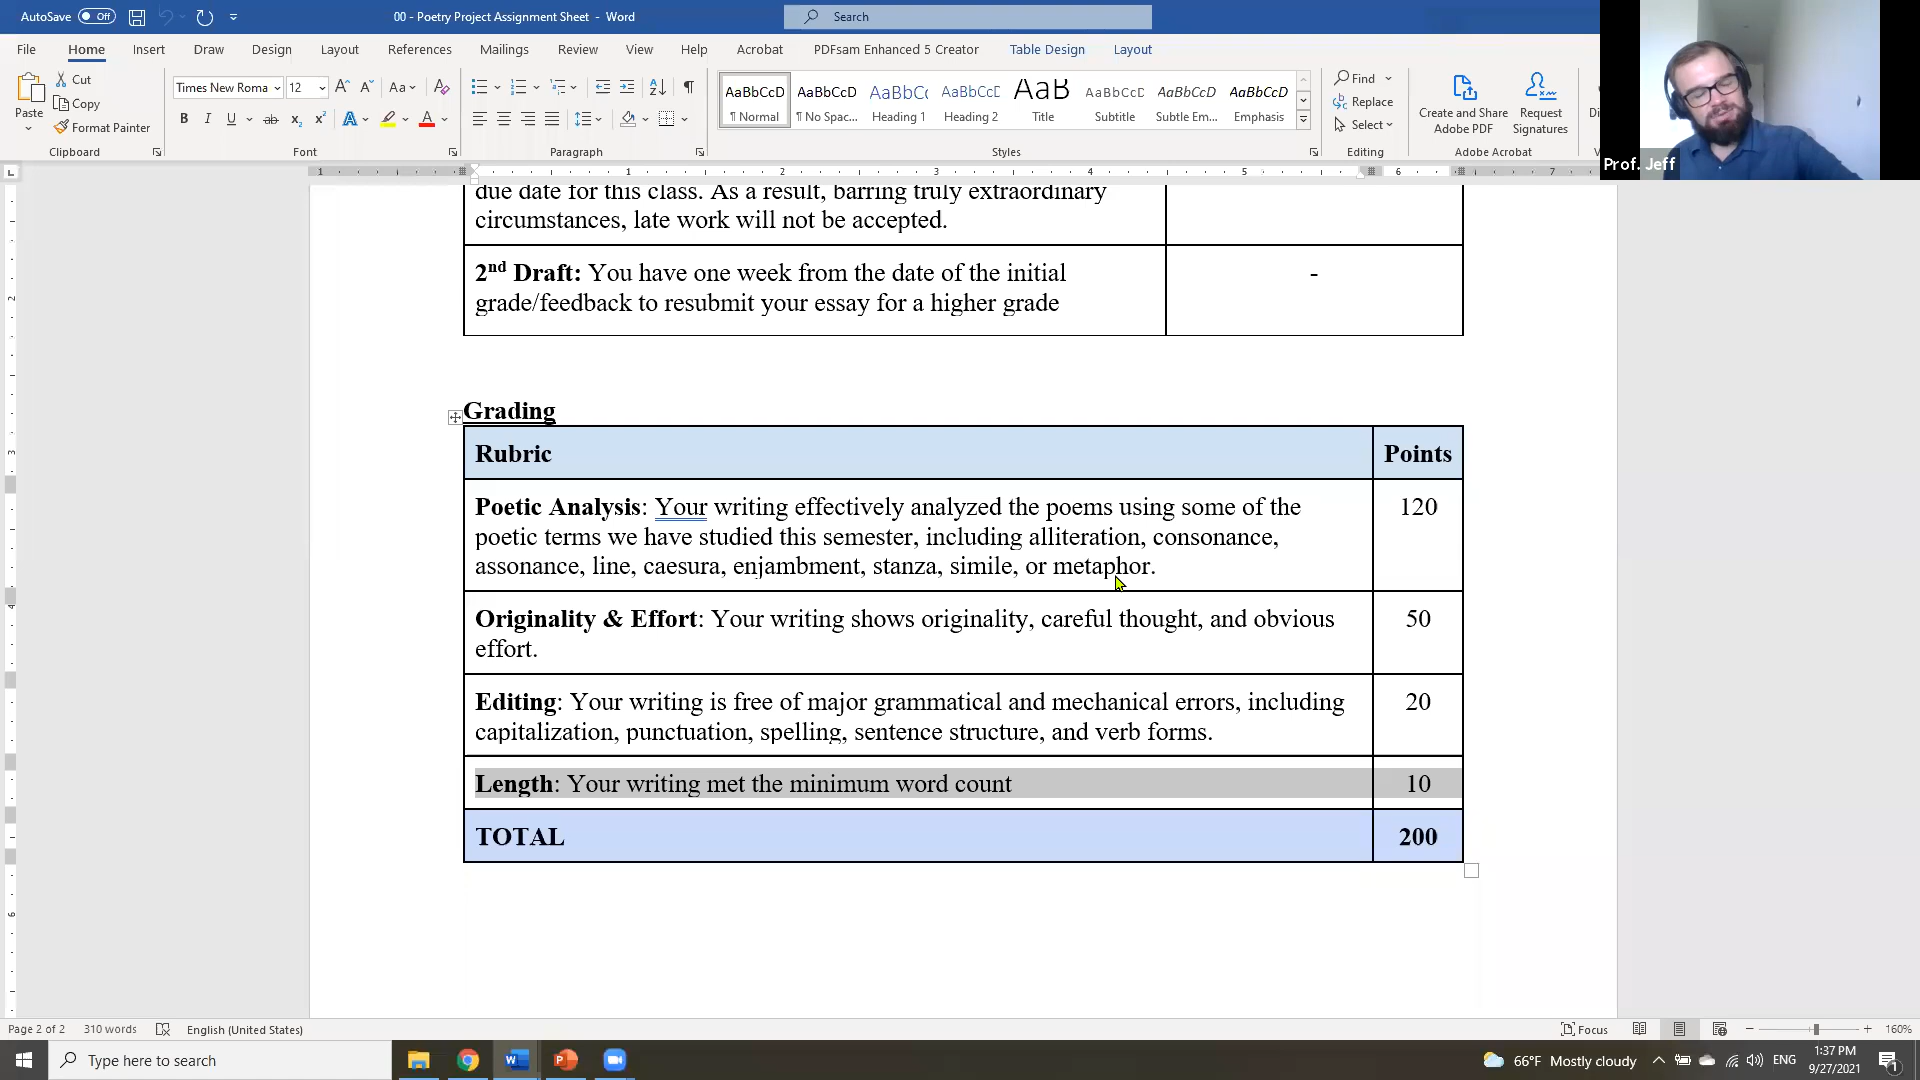 AutoSave Off 00 - Poetry Project Assignment Sheet - Word Search
File Home Insert Draw Design Layout References Mailings Review View Help Acrobat PDFsam Enhanced 5 Creator Table Design Layout
Paste Cut Copy Format Painter
Clipboard
Times New Roma 12
Font
Paragraph
AaBbCcD AaBbCcD AaBbC AaBbCcD AaB AaBbCcD AaBbCcD AaBbCcD
¶ Normal ¶ No Spac... Heading 1 Heading 2 Title Subtitle Subtle Em... Emphasis
Styles
Find
Replace
Select
Editing
Create and Share Adobe PDF
Request Signatures
Adobe Acrobat
Prof. Jeff
1 1 2 3 4 5 6 7
due date for this class. As a result, barring truly extraordinary
circumstances, late work will not be accepted.
2nd Draft: You have one week from the date of the initial
grade/feedback to resubmit your essay for a higher grade
-
Grading
Rubric Points
Poetic Analysis: Your writing effectively analyzed the poems using some of the 120
poetic terms we have studied this semester, including alliteration, consonance,
assonance, line, caesura, enjambment, stanza, simile, or metaphor.
Originality & Effort: Your writing shows originality, careful thought, and obvious 50
effort.
Editing: Your writing is free of major grammatical and mechanical errors, including 20
capitalization, punctuation, spelling, sentence structure, and verb forms.
Length: Your writing met the minimum word count 10
TOTAL 200
Page 2 of 2 310 words English (United States) Focus 160%
Type here to search 66°F Mostly cloudy ENG 1:37 PM
9/27/2021